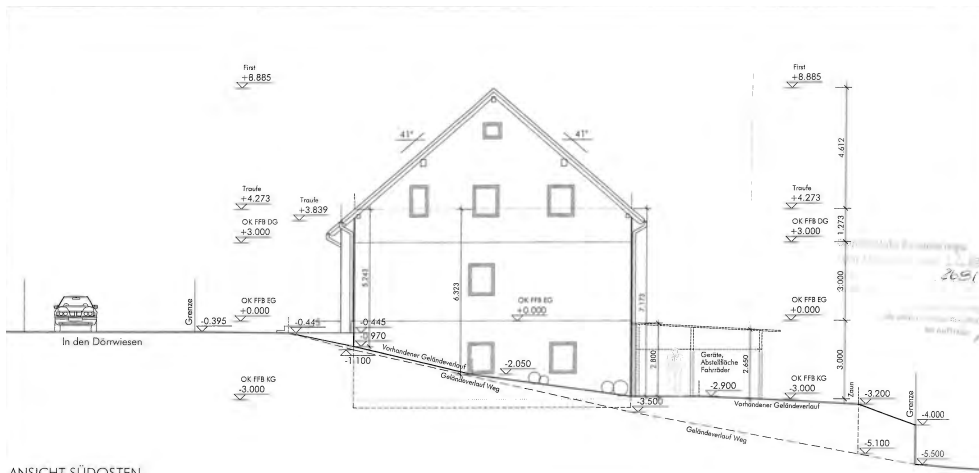 First
+8.885
First
+8.885
41°
41°
4.612
Traufe
+4.273
Traufe
+3.839
Traufe
+4.273
OK FFB DG
+3.000
OK FFB DG
+3.000
1.273
5.243
6.323
7.173
3.000
3651
Grenze
OK FFB EG
+0.000
OK FFB EG
+0.000
OK FFB EG
+0.000
-0.395
-0.445
-0.445
-0.970
In den Dörrwiesen
-1.100
Vorhandener Geländeverlauf
Geländeverlauf Weg
-2.050
2.800
Geräte,
Abstellfläche
Fahrräder
2.650
3.000
OK FFB KG
-3.000
-2.900
OK FFB KG
-3.000
Zaun
-3.200
Grenze
-3.500
Vorhandener Geländeverlauf
-4.000
Geländeverlauf Weg
-5.100
-5.500
ANSICHT SÜDOSTEN